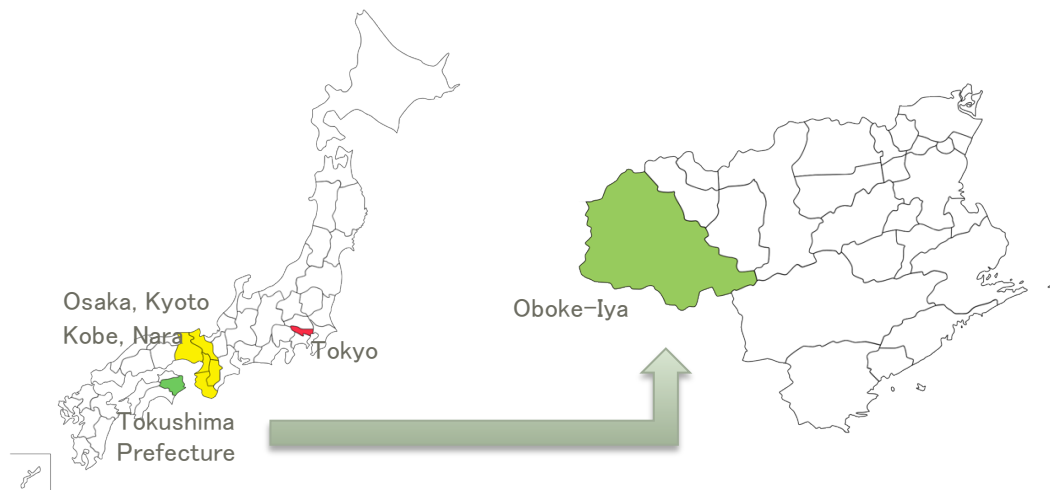 Osaka, Kyoto
Kobe, Nara
Tokyo
Tokushima
Prefecture
Oboke-Iya